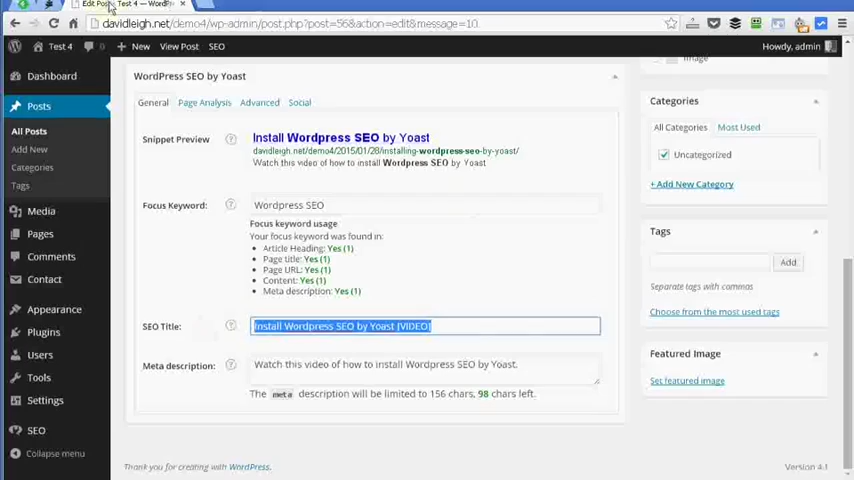 Edit Post ‹ Test 4 — WordPr
davidleigh.net/demo4/wp-admin/post.php?post=56&action=edit&message=10
Test 4
+ New
View Post
SEO
Howdy, admin
Dashboard
Posts
All Posts
Add New
Categories
Tags
Media
Pages
Comments
Contact
Appearance
Plugins
Users
Tools
Settings
SEO
Collapse menu
WordPress SEO by Yoast
General
Page Analysis
Advanced
Social
Snippet Preview
?
Install Wordpress SEO by Yoast
davidleigh.net/demo4/2015/01/28/installing-wordpress-seo-by-yoast/
Watch this video of how to install Wordpress SEO by Yoast
Focus Keyword:
?
Wordpress SEO
Focus keyword usage
Your focus keyword was found in:
Article Heading: Yes (1)
Page title: Yes (1)
Page URL: Yes (1)
Content: Yes (1)
Meta description: Yes (1)
SEO Title:
?
Install Wordpress SEO by Yoast [VIDEO]
Meta description:
?
Watch this video of how to install Wordpress SEO by Yoast.
The meta description will be limited to 156 chars, 98 chars left.
Image
Categories
All Categories
Most Used
Uncategorized
+ Add New Category
Tags
Add
Separate tags with commas
Choose from the most used tags
Featured Image
Set featured image
Thank you for creating with WordPress.
Version 4.1